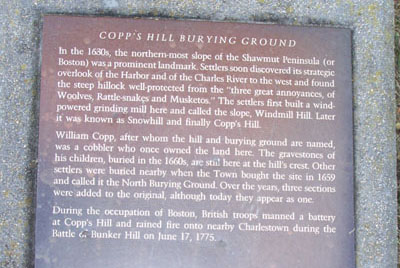 COPP'S HILL BURYING GROUND
In the 1630s, the northern-most slope of the Shawmut Peninsula (or
Boston) was a prominent landmark. Settlers soon discovered its strategic
overlook of the Harbor and of the Charles River to the west and found
the steep hillock well-protected from the "three great annoyances, of
Woolves, Rattle-snakes and Musketos." The settlers first built a wind-
powered grinding mill here and called the slope, Windmill Hill. Later
it was known as Snowhill and finally Copp's Hill.
William Copp, after whom the hill and burying ground are named,
was a cobbler who once owned the land here. The gravestones of
his children, buried in the 1660s, are still here at the hill's crest. Other
settlers were buried nearby when the Town bought the site in 1659
and called it the North Burying Ground. Over the years, three sections
were added to the original, although today they appear as one.
During the occupation of Boston, British troops manned a battery
at Copp's Hill and rained fire onto nearby Charlestown during the
Battle of Bunker Hill on June 17, 1775.